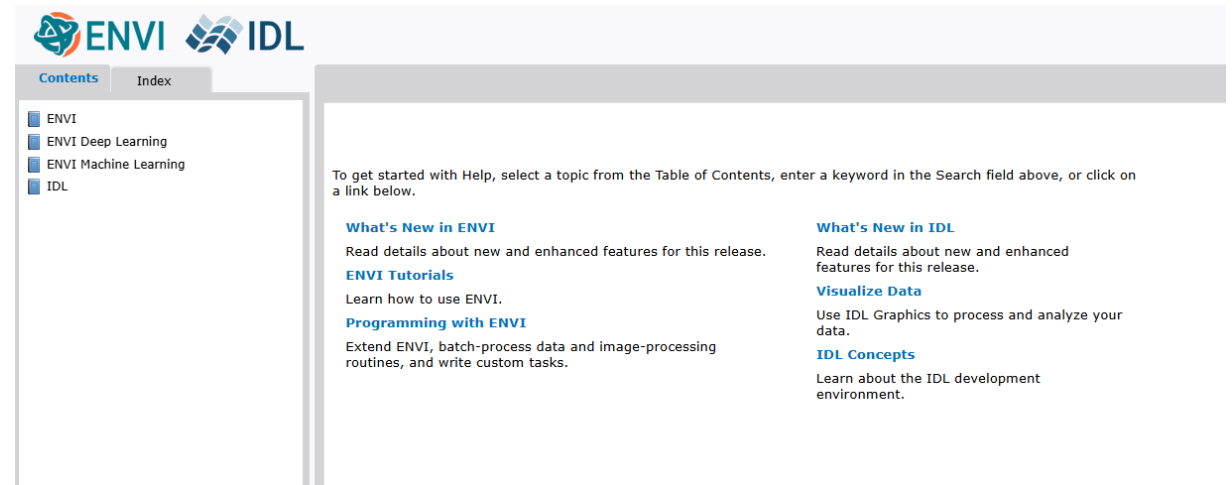 ENVI IDL
Contents Index
ENVI
ENVI Deep Learning
ENVI Machine Learning
IDL
To get started with Help, select a topic from the Table of Contents, enter a keyword in the Search field above, or click on
a link below.
What's New in ENVI
Read details about new and enhanced features for this release.
ENVI Tutorials
Learn how to use ENVI.
Programming with ENVI
Extend ENVI, batch-process data and image-processing
routines, and write custom tasks.
What's New in IDL
Read details about new and enhanced
features for this release.
Visualize Data
Use IDL Graphics to process and analyze your
data.
IDL Concepts
Learn about the IDL development
environment.